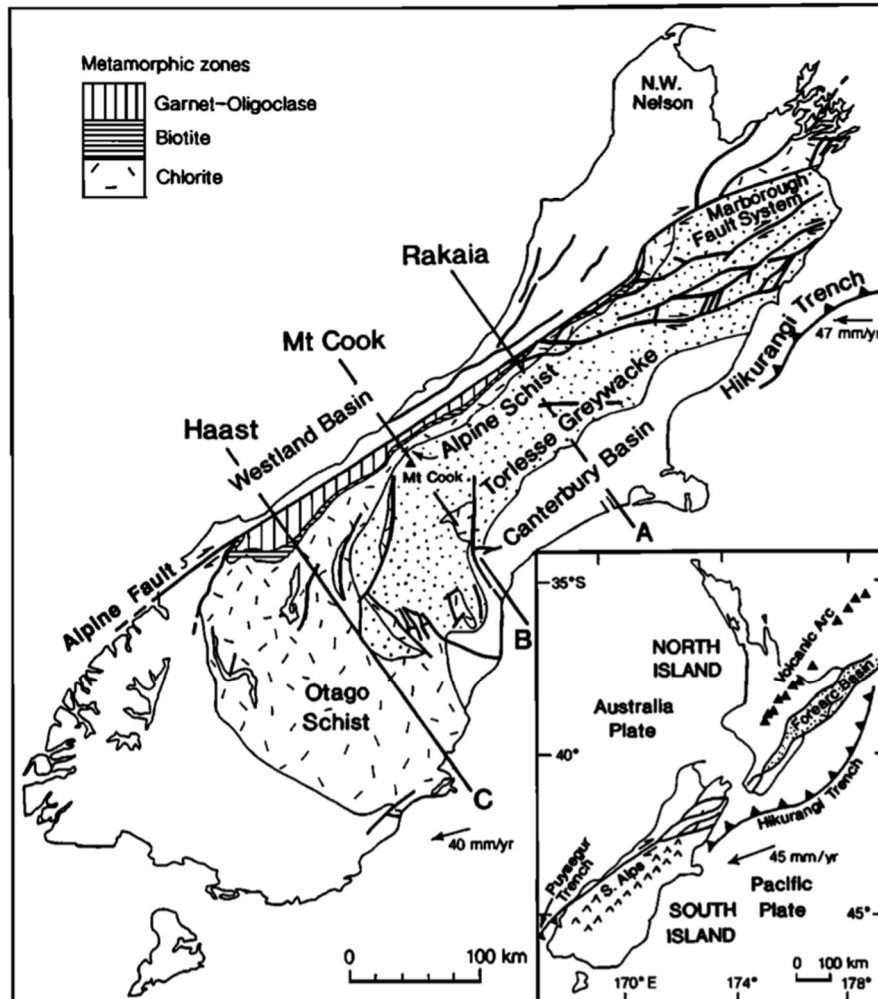 Metamorphic zones
Garnet-Oligoclase
Biotite
Chlorite
N.W.
Nelson
Marborough
Fault System
Rakaia
Hikurangi Trench
47 mm/yr
Mt Cook
Alpine Schist
Torlesse Greywacke
Haast
Westland Basin
Mt Cook
Canterbury Basin
A
Alpine Fault
B
Otago
Schist
C
40 mm/yr
0 100 km
35°S
NORTH
ISLAND
Volcanic Arc
Australia
Plate
Forearc Basin
40°
Hikurangi Trench
Puysegur
Trench
S. Alps
45 mm/yr
Pacific
Plate
SOUTH
ISLAND
45°
0 100 km
170°E 174° 178°